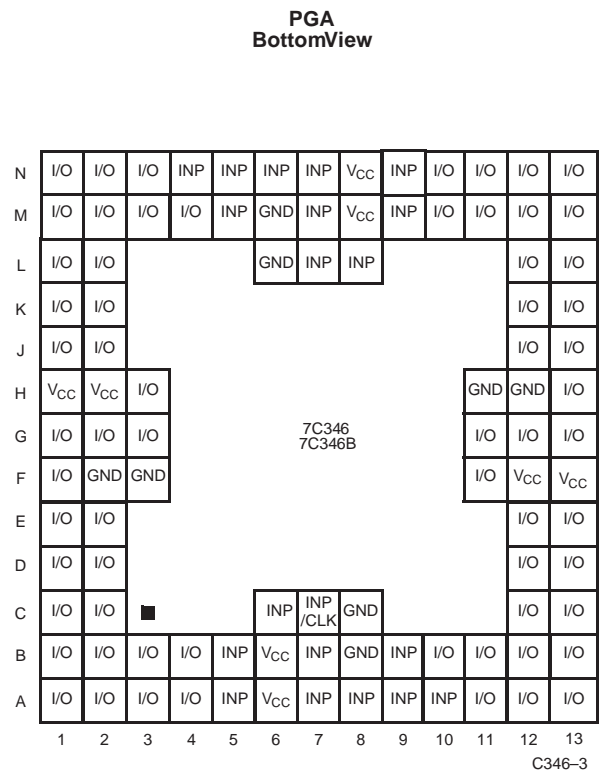 PGA
BottomView
N I/O I/O I/O INP INP INP INP VCC INP I/O I/O I/O I/O
M I/O I/O I/O I/O INP GND INP VCC INP I/O I/O I/O I/O
L I/O I/O GND INP INP I/O I/O
K I/O I/O I/O I/O
J I/O I/O I/O I/O
H VCC VCC I/O GND GND I/O
G I/O I/O I/O 7C346 I/O I/O I/O
7C346B
F I/O GND GND I/O VCC VCC
E I/O I/O I/O I/O
D I/O I/O I/O I/O
C I/O I/O INP INP /CLK GND I/O I/O
B I/O I/O I/O I/O INP VCC INP GND INP I/O I/O I/O I/O
A I/O I/O I/O I/O INP VCC INP INP INP INP I/O I/O I/O
1 2 3 4 5 6 7 8 9 10 11 12 13
C346–3